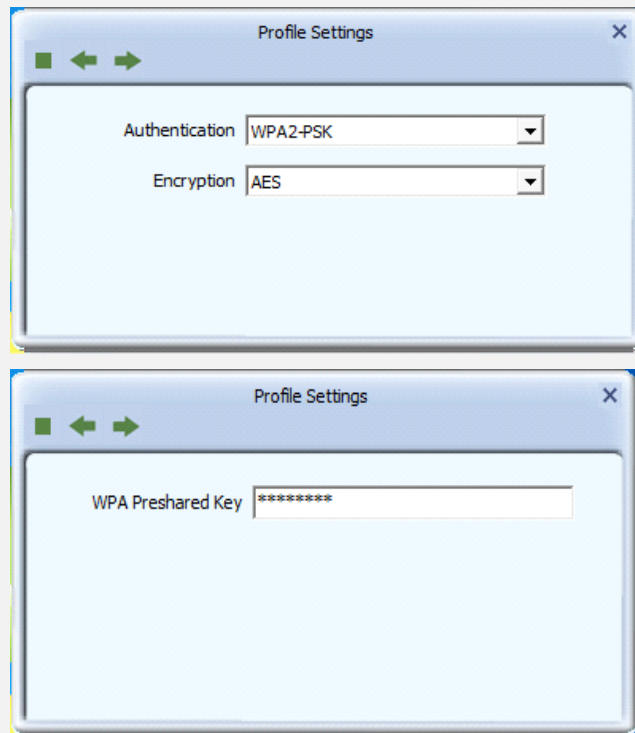 Profile Settings
Authentication WPA2-PSK
Encryption AES
Profile Settings
WPA Preshared Key ********